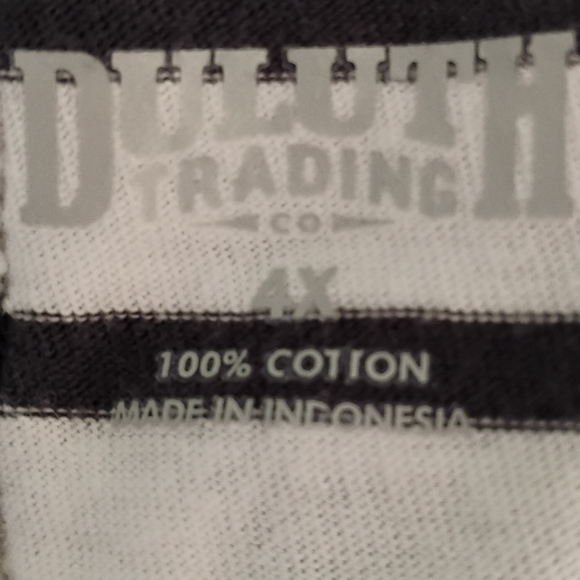 DULUTH
TRADING
CO
4X
100% COTTON
MADE IN INDONESIA